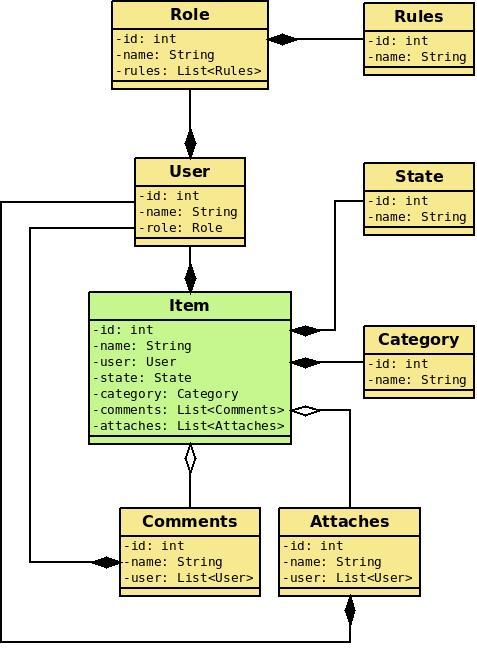 Role
-id: int
-name: String
-rules: List<Rules>
Rules
-id: int
-name: String
User
-id: int
-name: String
-role: Role
State
-id: int
-name: String
Item
-id: int
-name: String
-user: User
-state: State
-category: Category
-comments: List<Comments>
-attaches: List<Attaches>
Category
-id: int
-name: String
Comments
-id: int
-name: String
-user: List<User>
Attaches
-id: int
-name: String
-user: List<User>